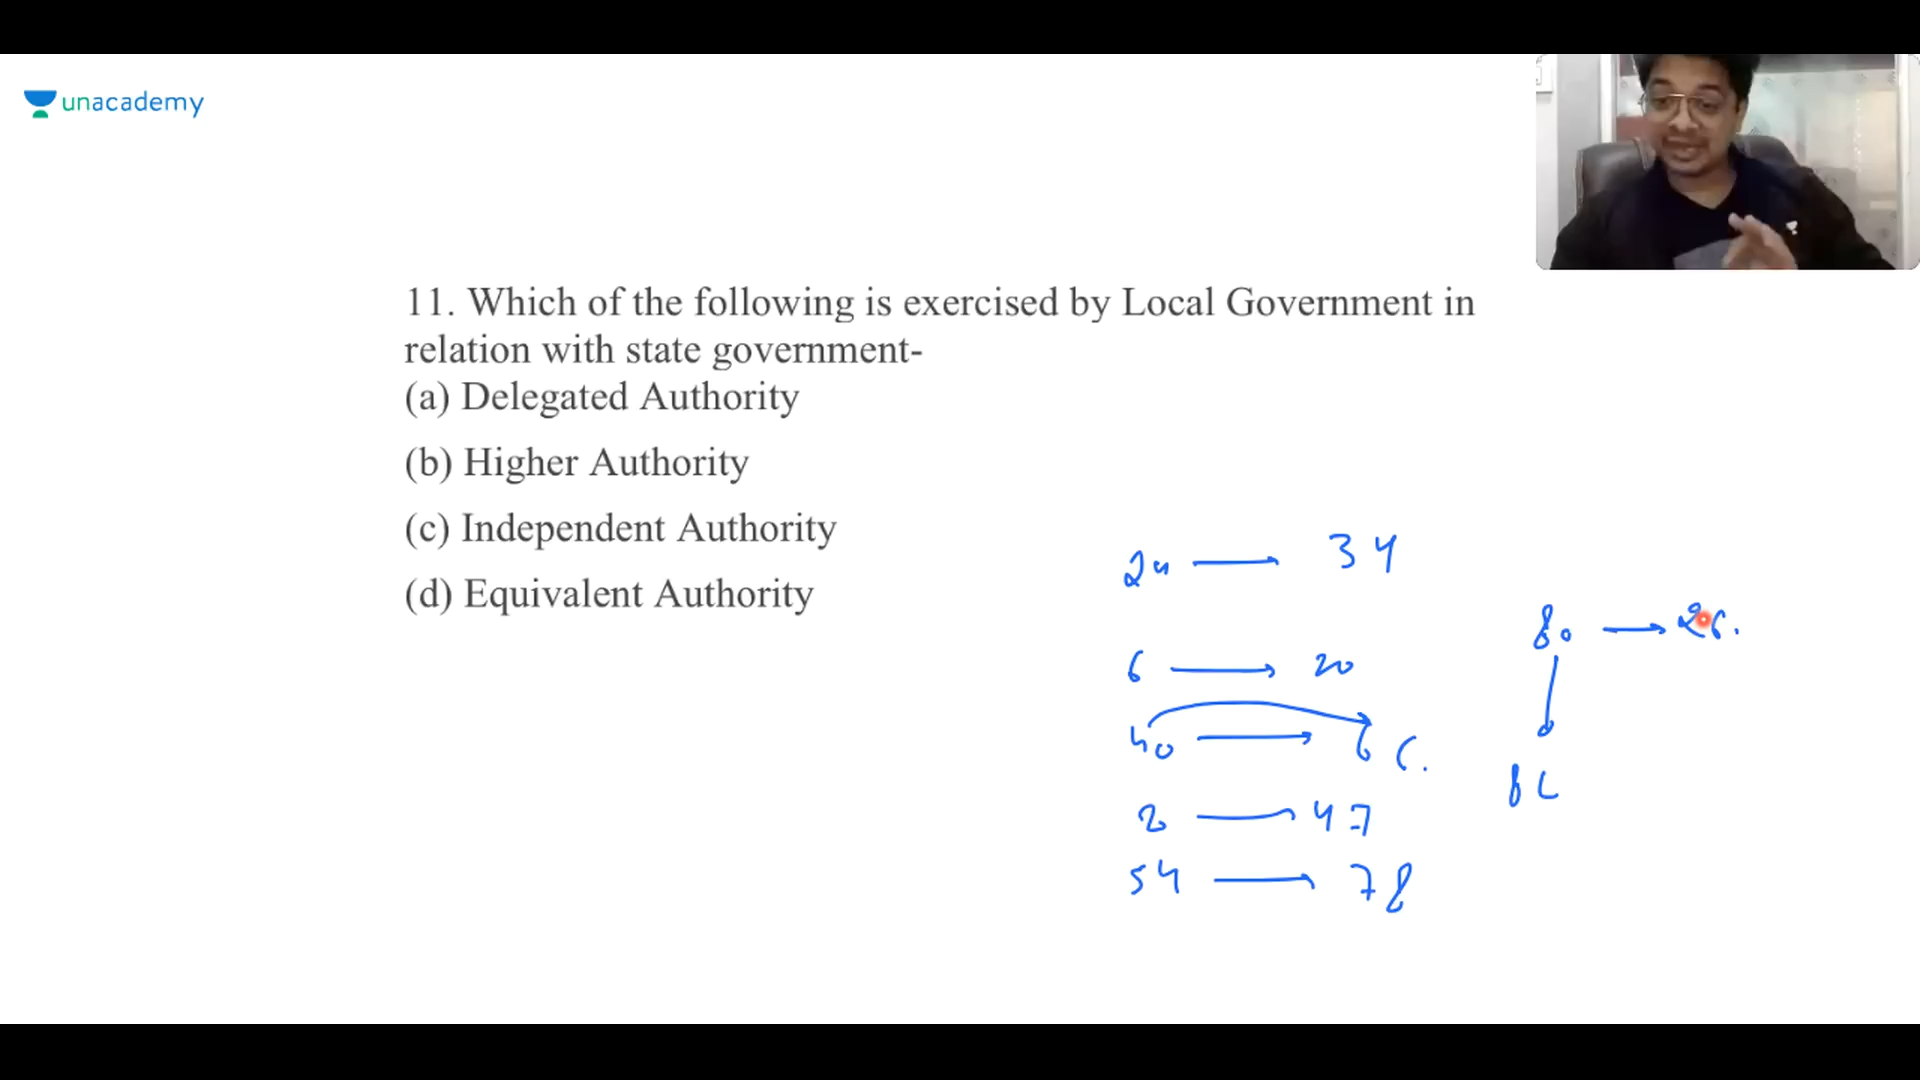 unacademy
11. Which of the following is exercised by Local Government in
relation with state government-
(a) Delegated Authority
(b) Higher Authority
(c) Independent Authority
(d) Equivalent Authority
24 → 34
80 →
6 → 20
40 →
2 → 47
54 → 78